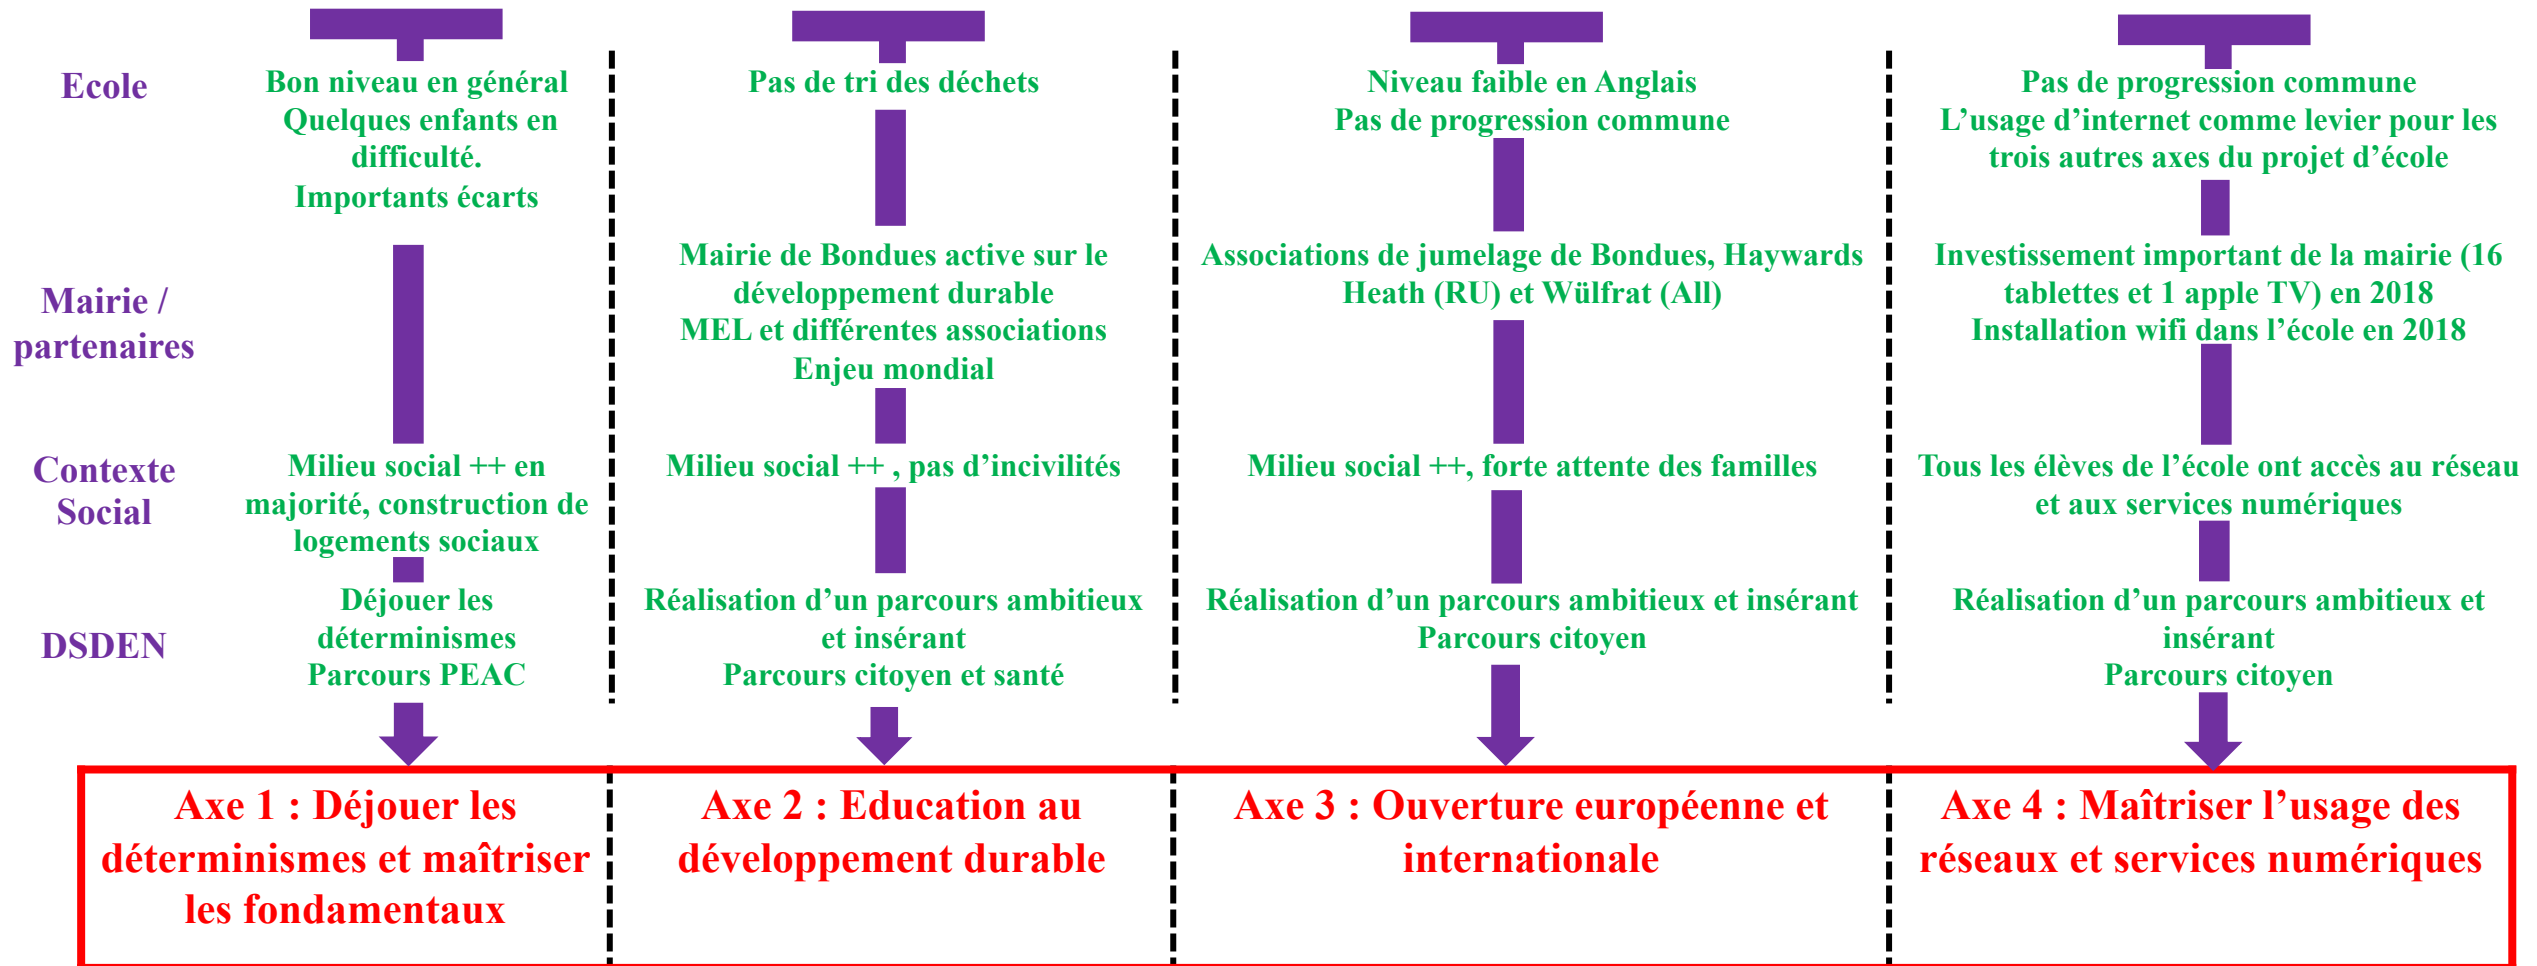 Ecole
Bon niveau en général
Quelques enfants en
difficulté.
Importants écarts
Pas de tri des déchets
Niveau faible en Anglais
Pas de progression commune
Pas de progression commune
L’usage d’internet comme levier pour les
trois autres axes du projet d’école
Mairie /
partenaires
Mairie de Bondues active sur le
développement durable
MEL et différentes associations
Enjeu mondial
Associations de jumelage de Bondues, Haywards
Heath (RU) et Wülfrat (All)
Investissement important de la mairie (16
tablettes et 1 apple TV) en 2018
Installation wifi dans l’école en 2018
Contexte
Social
Milieu social ++ en
majorité, construction de
logements sociaux
Milieu social ++ , pas d’incivilités
Milieu social ++, forte attente des familles
Tous les élèves de l’école ont accès au réseau
et aux services numériques
DSDEN
Déjouer les
déterminismes
Parcours PEAC
Réalisation d’un parcours ambitieux
et insérant
Parcours citoyen et santé
Réalisation d’un parcours ambitieux et insérant
Parcours citoyen
Réalisation d’un parcours ambitieux et
insérant
Parcours citoyen
Axe 1 : Déjouer les
déterminismes et maîtriser
les fondamentaux
Axe 2 : Education au
développement durable
Axe 3 : Ouverture européenne et
internationale
Axe 4 : Maîtriser l’usage des
réseaux et services numériques